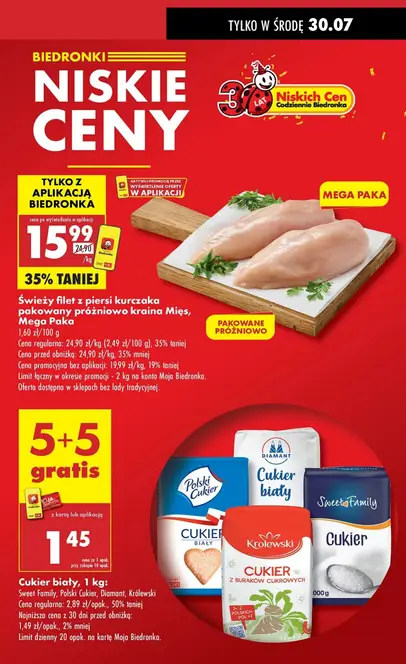 TYLKO W ŚRODĘ 30.07
BIEDRONKI
NISKIE
CENY
30 LAT
Niskich Cen
Codziennie Biedronka
TYLKO Z
APLIKACJĄ
BIEDRONKA
AKTYWUJ PROMOCJĘ PRZEZ
WYŚWIETLENIE OFERTY
W APLIKACJI
cena po wyświetleniu w aplikacji
15 99
24,90
/kg
35% TANIEJ
MEGA PAKA
PAKOWANE
PRÓŻNIOWO
Świeży filet z piersi kurczaka
pakowany próżniowo kraina Mięs,
Mega Paka
1,60 zł/100 g
Cena regularna: 24,90 zł/kg (2,49 zł/100 g), 35% taniej
Cena przed obniżką: 24,90 zł/kg, 35% mniej
Cena promocyjna bez aplikacji: 19,99 zł/kg, 19% taniej
Limit łączny w okresie promocji - 2 kg na konto Moja Biedronka.
Oferta dostępna w sklepach bez lady tradycyjnej.
5+5
gratis
z kartą lub aplikacją
1 45
cena za 1 opak.
przy zakupie 10 opak.
Cukier biały, 1 kg:
Sweet Family, Polski Cukier, Diamant, Królewski
Cena regularna: 2,89 zł/opak., 50% taniej
Najniższa cena z 30 dni przed obniżką:
1,49 zł/opak., 2% mniej
Limit dzienny 20 opak. na kartę Moja Biedronka.
Polski
Cukier
CUKIER
BIAŁY
DIAMANT
Cukier
biały
Królewski
CUKIER
Z BURAKÓW CUKROWYCH
Z POLSKICH
PÓL
Sweet Family
Cukier
1000g